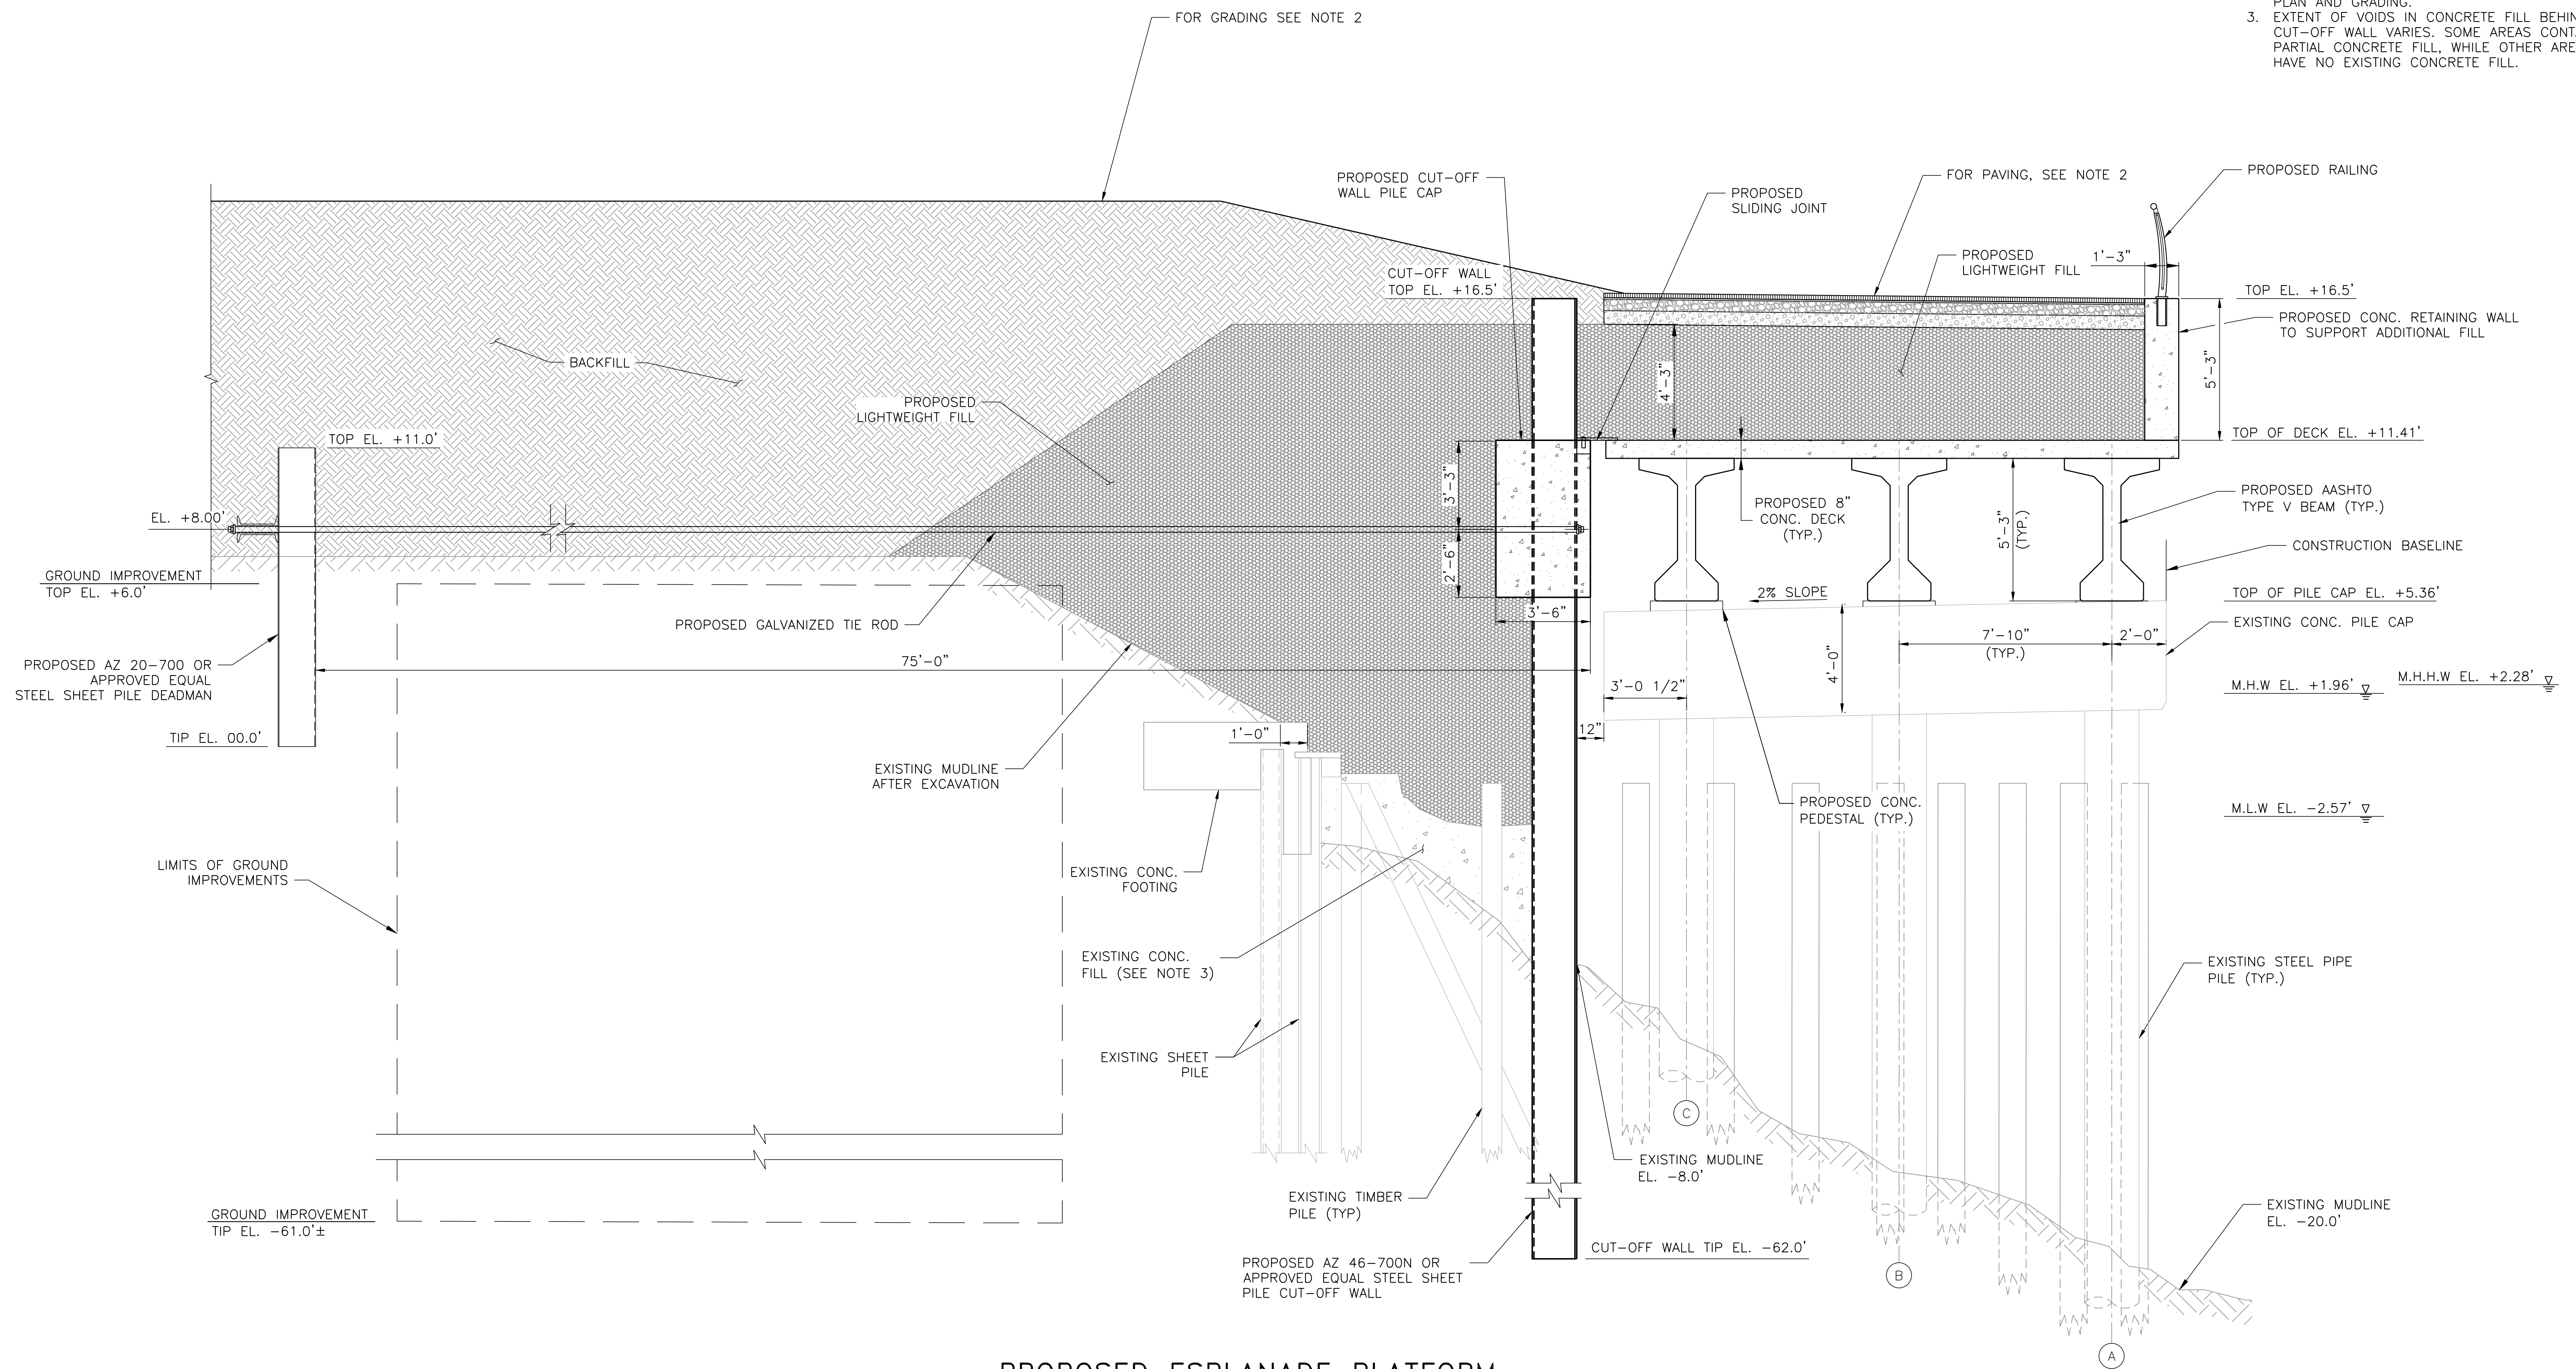 PLAN AND GRADING.
3. EXTENT OF VOIDS IN CONCRETE FILL BEHIN
CUT-OFF WALL VARIES. SOME AREAS CONT
PARTIAL CONCRETE FILL, WHILE OTHER ARE
HAVE NO EXISTING CONCRETE FILL.
FOR GRADING SEE NOTE 2
PROPOSED CUT-OFF
WALL PILE CAP
PROPOSED
SLIDING JOINT
FOR PAVING, SEE NOTE 2
PROPOSED RAILING
CUT-OFF WALL
TOP EL. +16.5'
PROPOSED
LIGHTWEIGHT FILL
1'-3"
TOP EL. +16.5'
PROPOSED CONC. RETAINING WALL
TO SUPPORT ADDITIONAL FILL
BACKFILL
4'-3"
5'-3"
PROPOSED
LIGHTWEIGHT FILL
TOP EL. +11.0'
TOP OF DECK EL. +11.41'
3'-3"
PROPOSED 8"
CONC. DECK
(TYP.)
5'-3"
(TYP.)
PROPOSED AASHTO
TYPE V BEAM (TYP.)
EL. +8.00'
CONSTRUCTION BASELINE
2'-6"
GROUND IMPROVEMENT
TOP EL. +6.0'
2% SLOPE
TOP OF PILE CAP EL. +5.36'
3'-6"
PROPOSED GALVANIZED TIE ROD
EXISTING CONC. PILE CAP
7'-10"
(TYP.)
2'-0"
4'-0"
PROPOSED AZ 20-700 OR
APPROVED EQUAL
STEEL SHEET PILE DEADMAN
75'-0"
3'-0 1/2"
M.H.W EL. +1.96'
M.H.H.W EL. +2.28'
TIP EL. 00.0'
1'-0"
12"
EXISTING MUDLINE
AFTER EXCAVATION
PROPOSED CONC.
PEDESTAL (TYP.)
M.L.W EL. -2.57'
LIMITS OF GROUND
IMPROVEMENTS
EXISTING CONC.
FOOTING
EXISTING CONC.
FILL (SEE NOTE 3)
EXISTING STEEL PIPE
PILE (TYP.)
EXISTING SHEET
PILE
C
EXISTING MUDLINE
EL. -8.0'
EXISTING TIMBER
PILE (TYP)
GROUND IMPROVEMENT
TIP EL. -61.0'±
EXISTING MUDLINE
EL. -20.0'
CUT-OFF WALL TIP EL. -62.0'
PROPOSED AZ 46-700N OR
APPROVED EQUAL STEEL SHEET
PILE CUT-OFF WALL
B
A
PROPOSED ESPLANADE PLATFORM